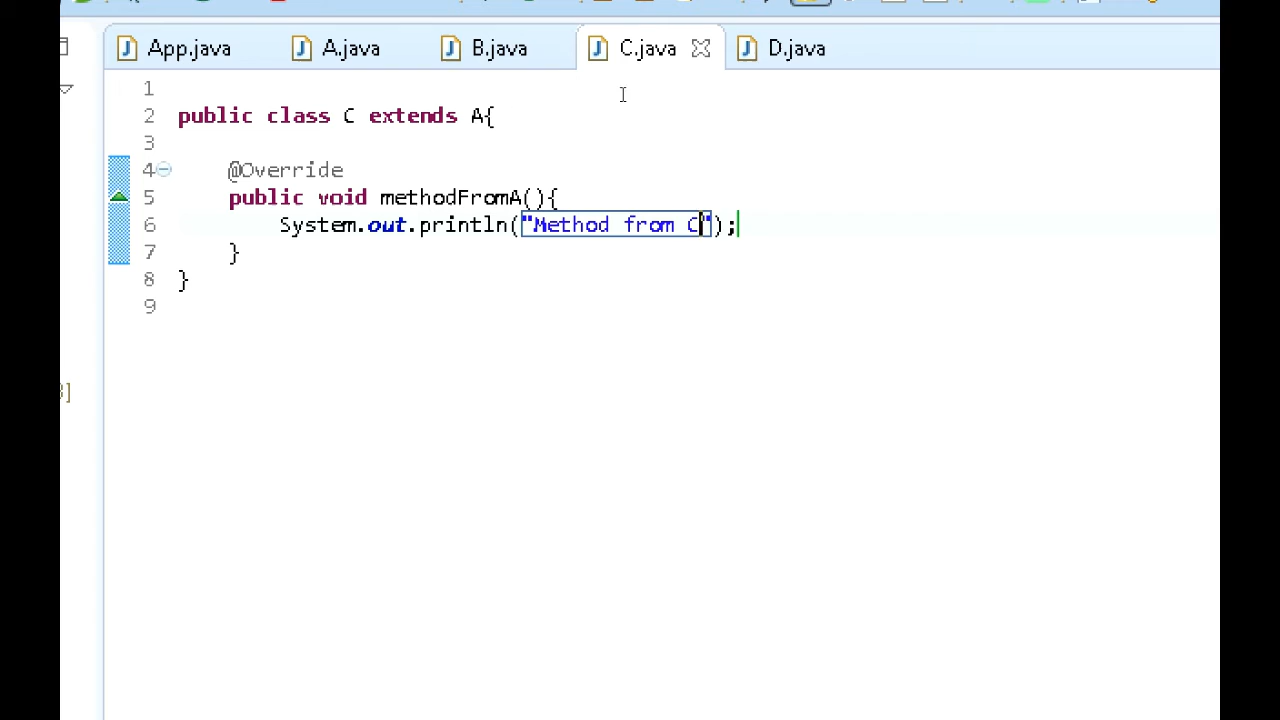 App.java A.java B.java C.java D.java
1
2 public class C extends A{
3
4 @Override
5 public void methodFromA(){
6 System.out.println("Method from C");
7 }
8 }
9
]